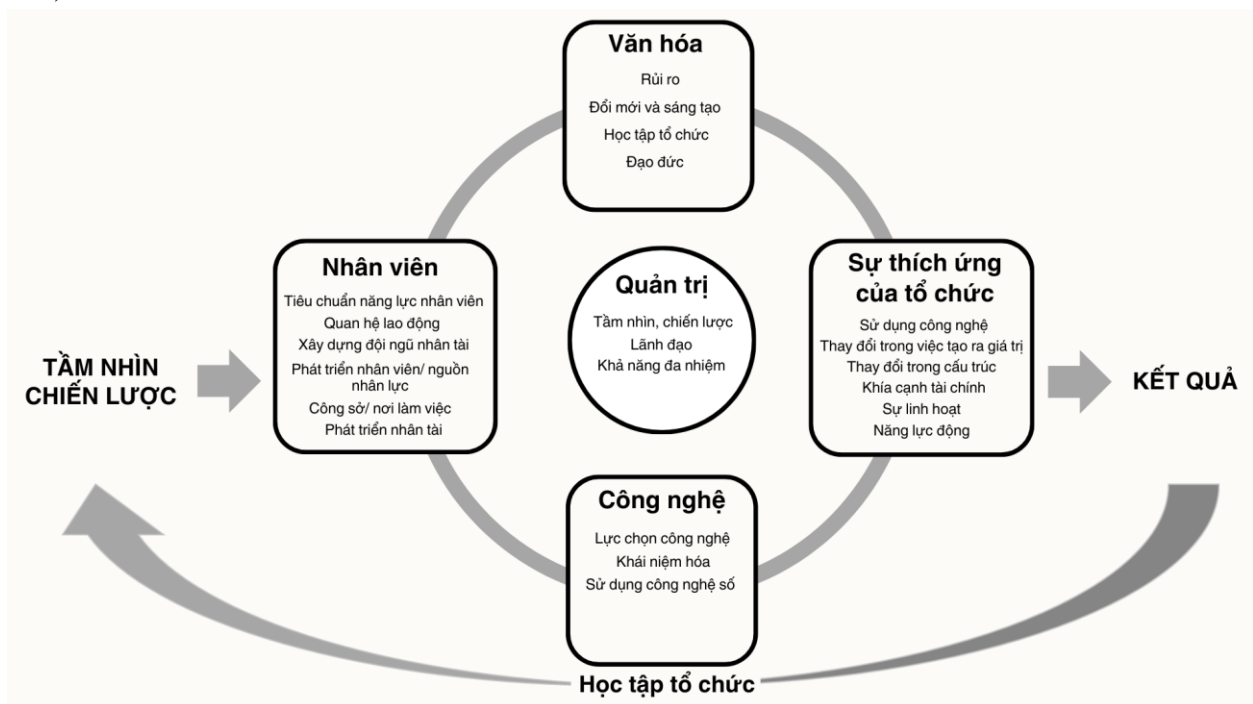 Văn hóa
Rủi ro
Đổi mới và sáng tạo
Học tập tổ chức
Đạo đức
TẦM NHÌN
CHIẾN LƯỢC
Nhân viên
Tiêu chuẩn năng lực nhân viên
Quan hệ lao động
Xây dựng đội ngũ nhân tài
Phát triển nhân viên/ nguồn
nhân lực
Công sở/ nơi làm việc
Phát triển nhân tài
Quản trị
Tầm nhìn, chiến lược
Lãnh đạo
Khả năng đa nhiệm
Sự thích ứng
của tổ chức
Sử dụng công nghệ
Thay đổi trong việc tạo ra giá trị
Thay đổi trong cấu trúc
Khía cạnh tài chính
Sự linh hoạt
Năng lực động
KẾT QUẢ
Công nghệ
Lực chọn công nghệ
Khái niệm hóa
Sử dụng công nghệ số
Học tập tổ chức